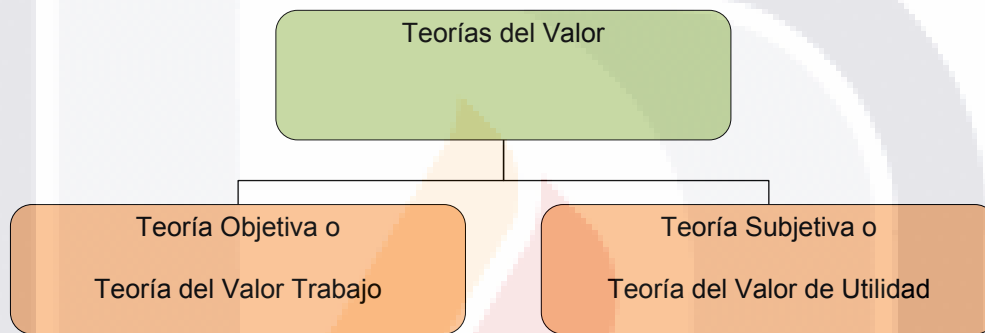 Teorías del Valor
Teoría Objetiva o
Teoría del Valor Trabajo
Teoría Subjetiva o
Teoría del Valor de Utilidad